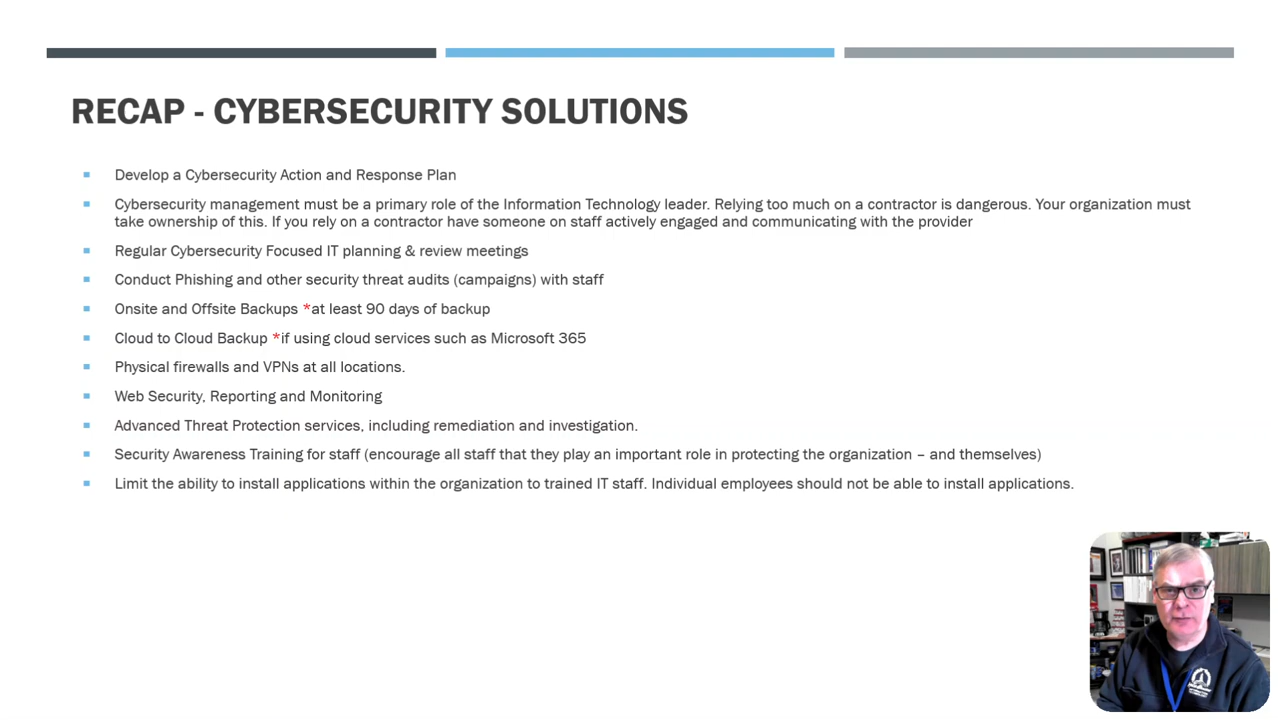 RECAP - CYBERSECURITY SOLUTIONS
Develop a Cybersecurity Action and Response Plan
Cybersecurity management must be a primary role of the Information Technology leader. Relying too much on a contractor is dangerous. Your organization must
take ownership of this. If you rely on a contractor have someone on staff actively engaged and communicating with the provider
Regular Cybersecurity Focused IT planning & review meetings
Conduct Phishing and other security threat audits (campaigns) with staff
Onsite and Offsite Backups *at least 90 days of backup
Cloud to Cloud Backup *if using cloud services such as Microsoft 365
Physical firewalls and VPNs at all locations.
Web Security, Reporting and Monitoring
Advanced Threat Protection services, including remediation and investigation.
Security Awareness Training for staff (encourage all staff that they play an important role in protecting the organization – and themselves)
Limit the ability to install applications within the organization to trained IT staff. Individual employees should not be able to install applications.